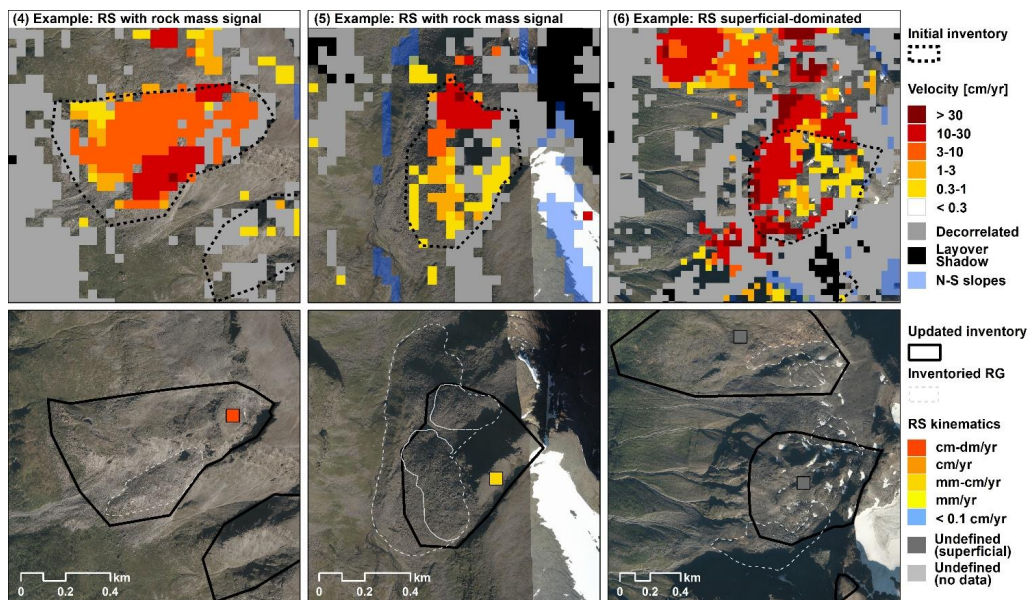 (4) Example: RS with rock mass signal
(5) Example: RS with rock mass signal
(6) Example: RS superficial-dominated
Initial inventory
Velocity [cm/yr]
> 30
10-30
3-10
1-3
0.3-1
< 0.3
Decorrelated
Layover
Shadow
N-S slopes
Updated inventory
Inventoried RG
RS kinematics
cm-dm/yr
cm/yr
mm-cm/yr
mm/yr
< 0.1 cm/yr
Undefined
(superficial)
Undefined
(no data)
km
0 0.2 0.4
km
0 0.2 0.4
km
0 0.2 0.4